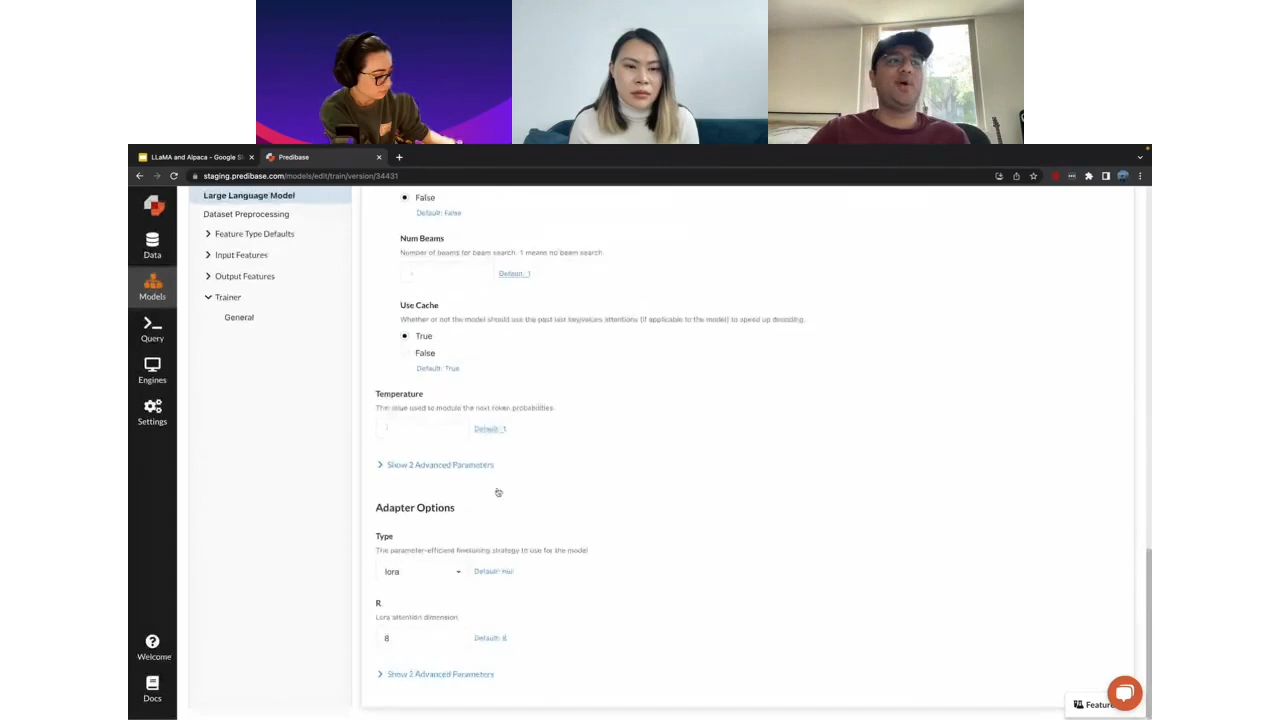 LLaMA and Alpaca - Google Sl
Predibase
staging.predibase.com/models/edit/train/version/34431
Data
Models
Query
Engines
Settings
Welcome
Docs
Large Language Model
Dataset Preprocessing
Feature Type Defaults
Input Features
Output Features
Trainer
General
False
Default: False
Num Beams
Number of beams for beam search. 1 means no beam search.
Default: 1
Use Cache
Whether or not the model should use the past last key/values attentions (if applicable to the model) to speed up decoding.
True
False
Default: True
Temperature
The value used to module the next token probabilities.
Default: 1
Show 2 Advanced Parameters
Adapter Options
Type
The parameter-efficient finetuning strategy to use for the model
lora
Default: null
R
Lora attention dimension.
8
Default: 8
Show 2 Advanced Parameters
Feature